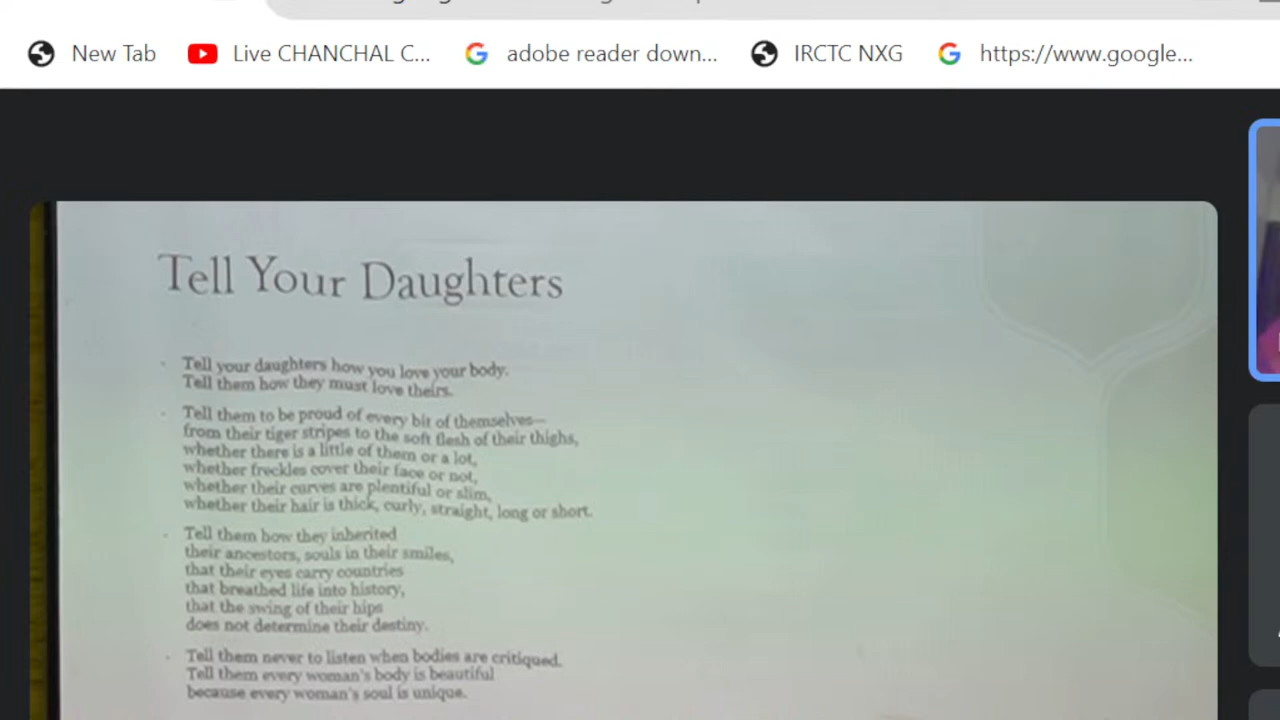 New Tab
Live CHANCHAL C...
adobe reader down...
IRCTC NXG
https://www.google...
Tell Your Daughters
Tell your daughters how you love your body.
Tell them how they must love theirs.
Tell them to be proud of every bit of themselves—
from their tiger stripes to the soft flesh of their thighs,
whether there is a little of them or a lot,
whether freckles cover their face or not,
whether their curves are plentiful or slim,
whether their hair is thick, curly, straight, long or short.
Tell them how they inherited
their ancestors, souls in their smiles,
that their eyes carry countries
that breathed life into history,
that the swing of their hips
does not determine their destiny.
Tell them never to listen when bodies are critiqued.
Tell them every woman's body is beautiful
because every woman's soul is unique.